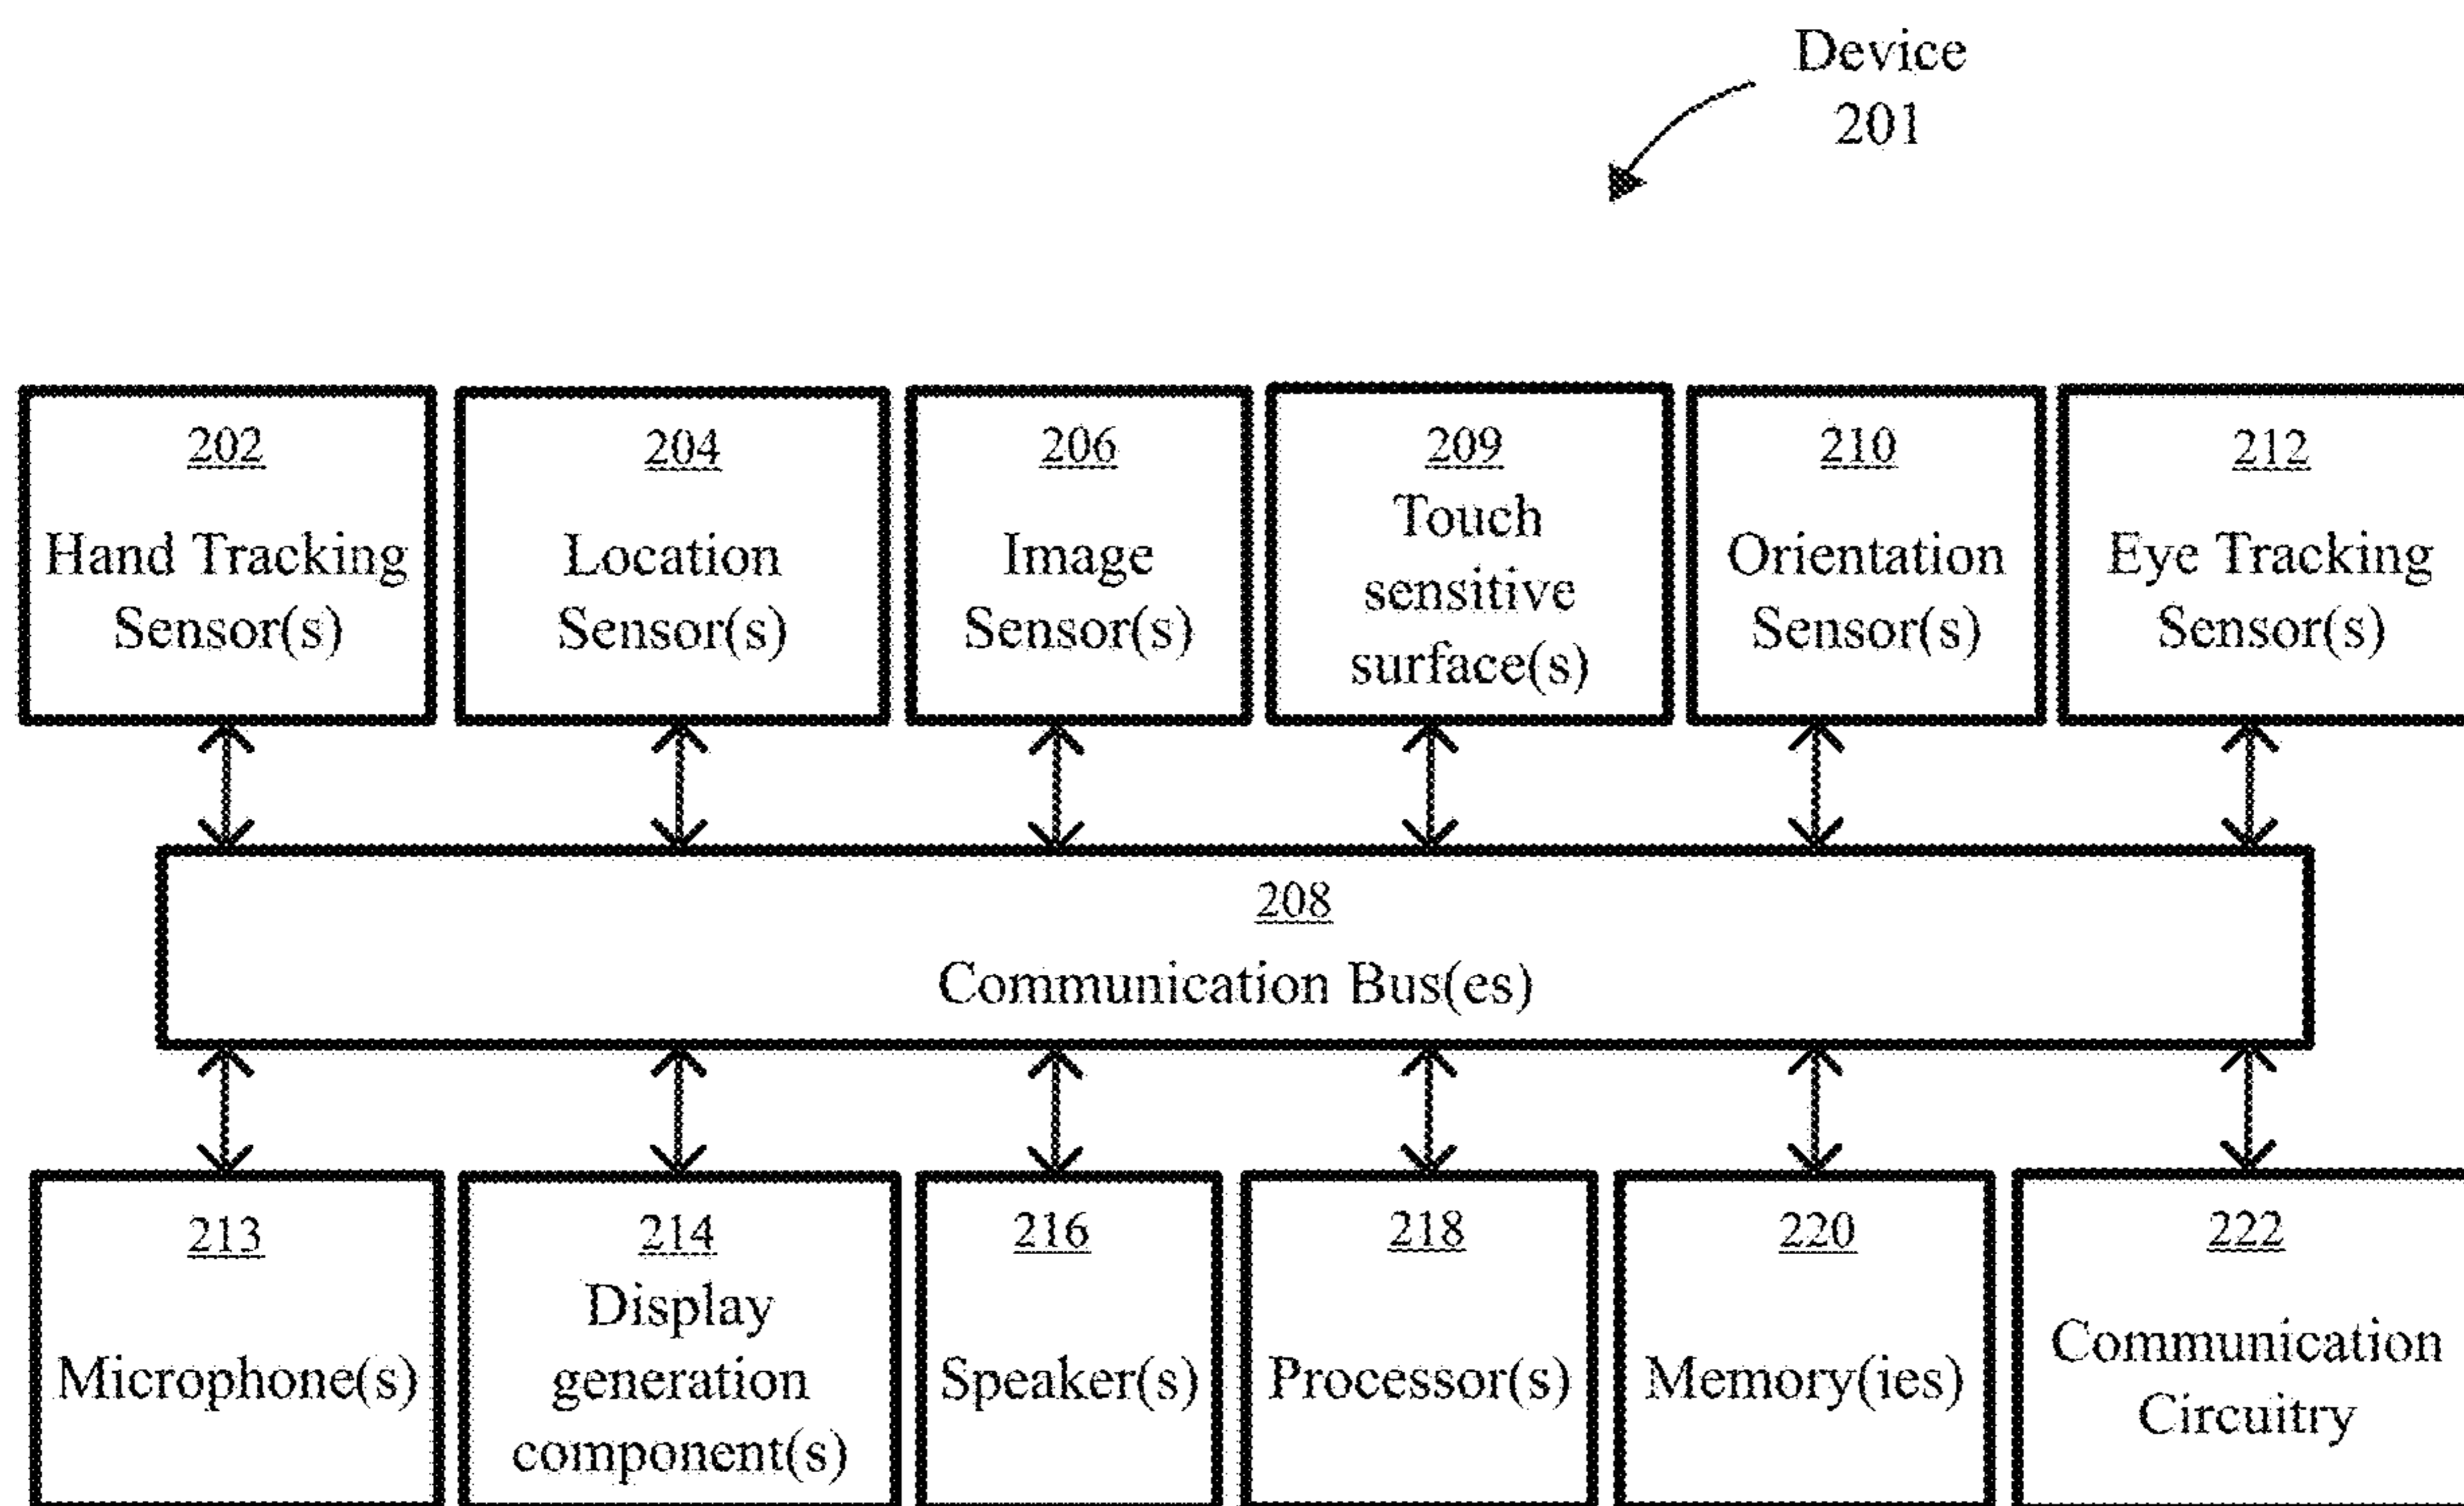 Device
201
202
Hand Tracking
Sensor(s)
204
Location
Sensor(s)
206
Image
Sensor(s)
209
Touch
sensitive
surface(s)
210
Orientation
Sensor(s)
212
Eye Tracking
Sensor(s)
208
Communication Bus(es)
213
Microphone(s)
214
Display
generation
component(s)
216
Speaker(s)
218
Processor(s)
220
Memory(ies)
222
Communication
Circuitry